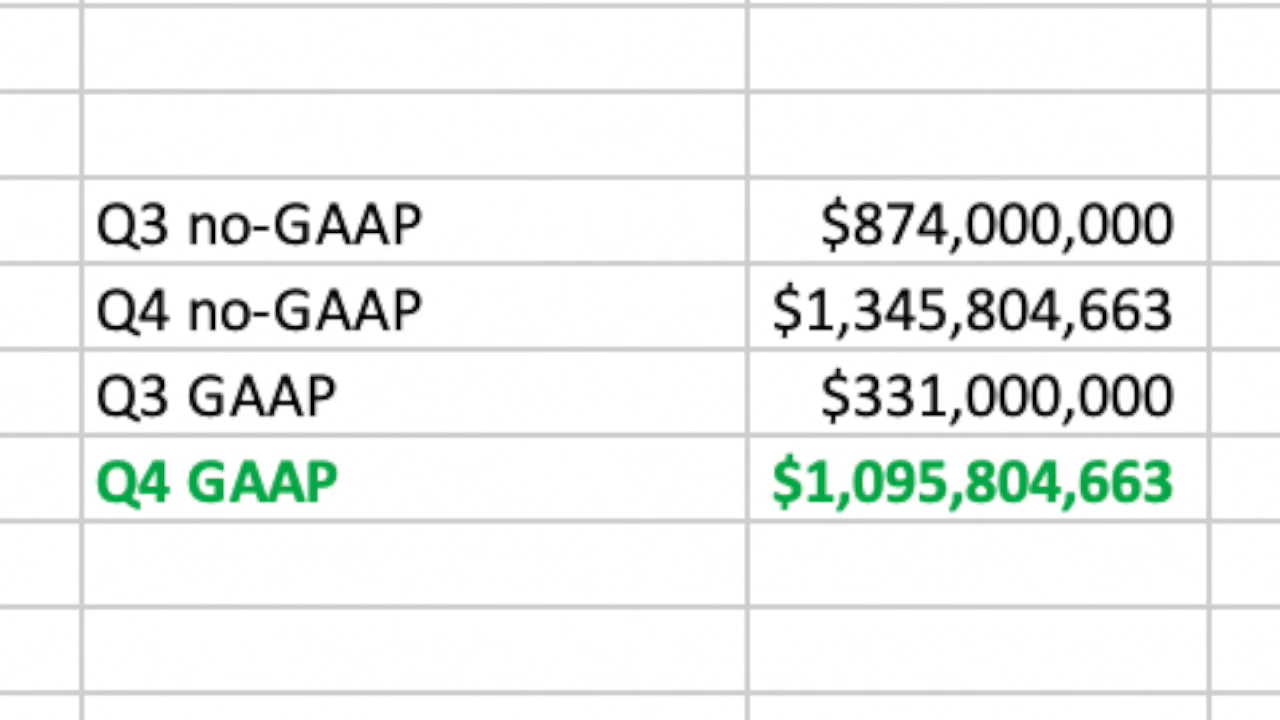 Q3 no-GAAP $874,000,000
Q4 no-GAAP $1,345,804,663
Q3 GAAP $331,000,000
Q4 GAAP $1,095,804,663